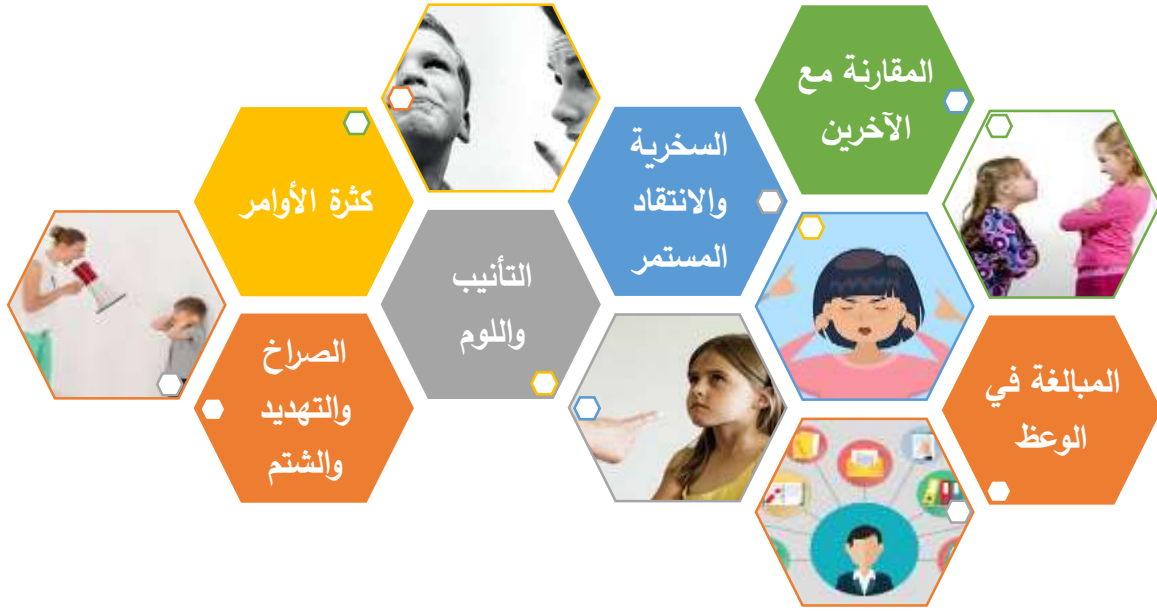 المقارنة مع
الآخرين
السخرية
والانتقاد
المستمر
كثرة الأوامر
التأنيب
واللوم
الصراخ
والتهديد
والشتم
المبالغة في
الوعظ